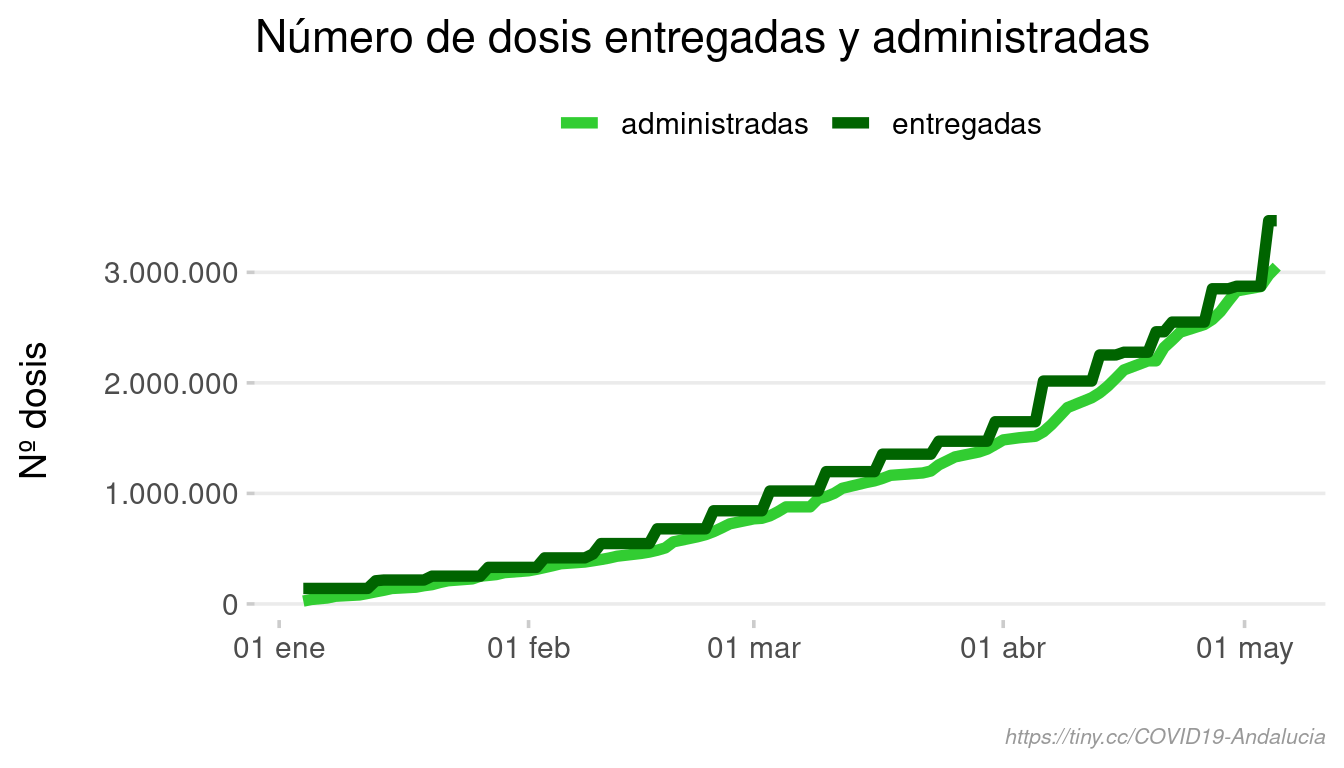 Número de dosis entregadas y administradas
administradas entregadas
Nº dosis
3.000.000
2.000.000
1.000.000
0
01 ene 01 feb 01 mar 01 abr 01 may
https://tiny.cc/COVID19-Andalucia